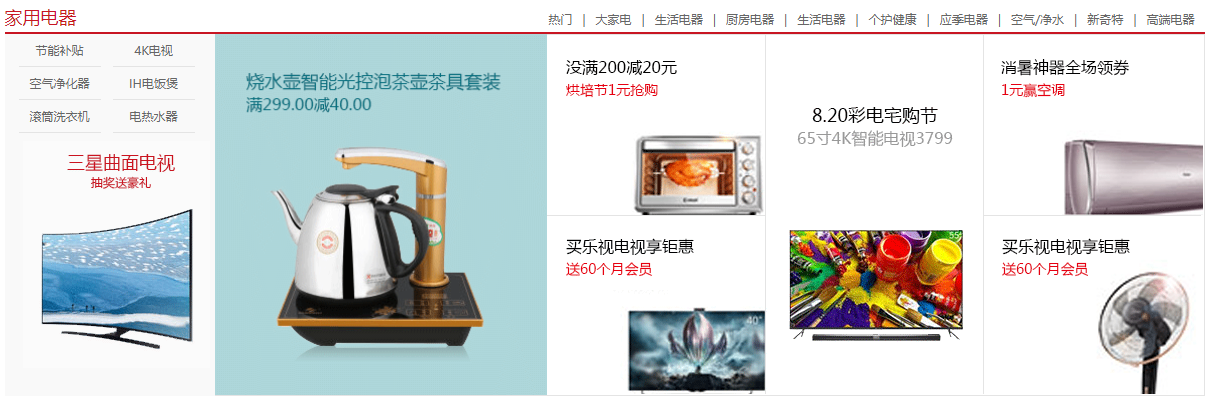 家用电器
热门 | 大家电 | 生活电器 | 厨房电器 | 生活电器 | 个护健康 | 应季电器 | 空气/净水 | 新奇特 | 高端电器
节能补贴 4K电视
空气净化器 IH电饭煲
滚筒洗衣机 电热水器
三星曲面电视
抽奖送豪礼
烧水壶智能光控泡茶壶茶具套装
满299.00减40.00
没满200减20元
烘培节1元抢购
买乐视电视享钜惠
送60个月会员
40"
8.20彩电宅购节
65寸4K智能电视3799
55"
消暑神器全场领券
1元赢空调
买乐视电视享钜惠
送60个月会员